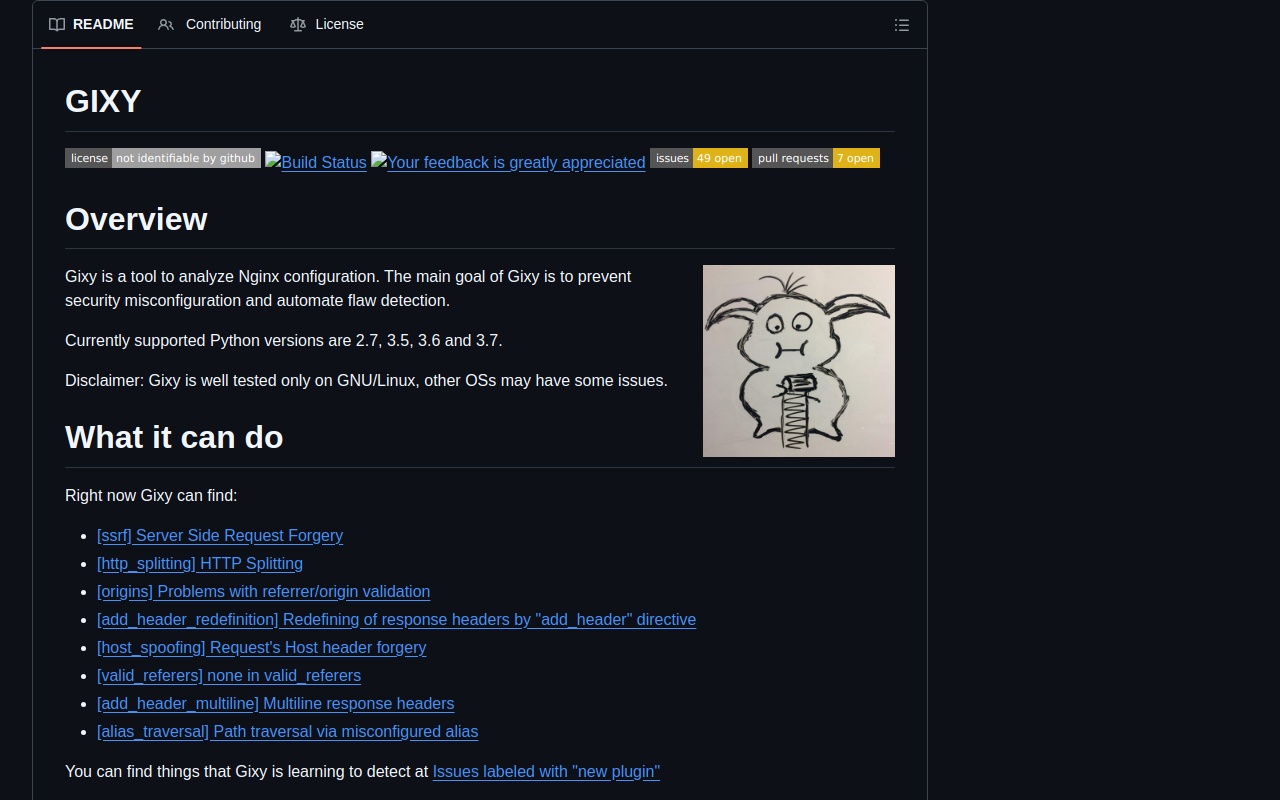 README Contributing License
GIXY
license not identifiable by github Build Status Your feedback is greatly appreciated issues 49 open pull requests 7 open
Overview
Gixy is a tool to analyze Nginx configuration. The main goal of Gixy is to prevent
security misconfiguration and automate flaw detection.
Currently supported Python versions are 2.7, 3.5, 3.6 and 3.7.
Disclaimer: Gixy is well tested only on GNU/Linux, other OSs may have some issues.
What it can do
Right now Gixy can find:
[ssrf] Server Side Request Forgery
[http_splitting] HTTP Splitting
[origins] Problems with referrer/origin validation
[add_header_redefinition] Redefining of response headers by "add_header" directive
[host_spoofing] Request's Host header forgery
[valid_referers] none in valid_referers
[add_header_multiline] Multiline response headers
[alias_traversal] Path traversal via misconfigured alias
You can find things that Gixy is learning to detect at Issues labeled with "new plugin"